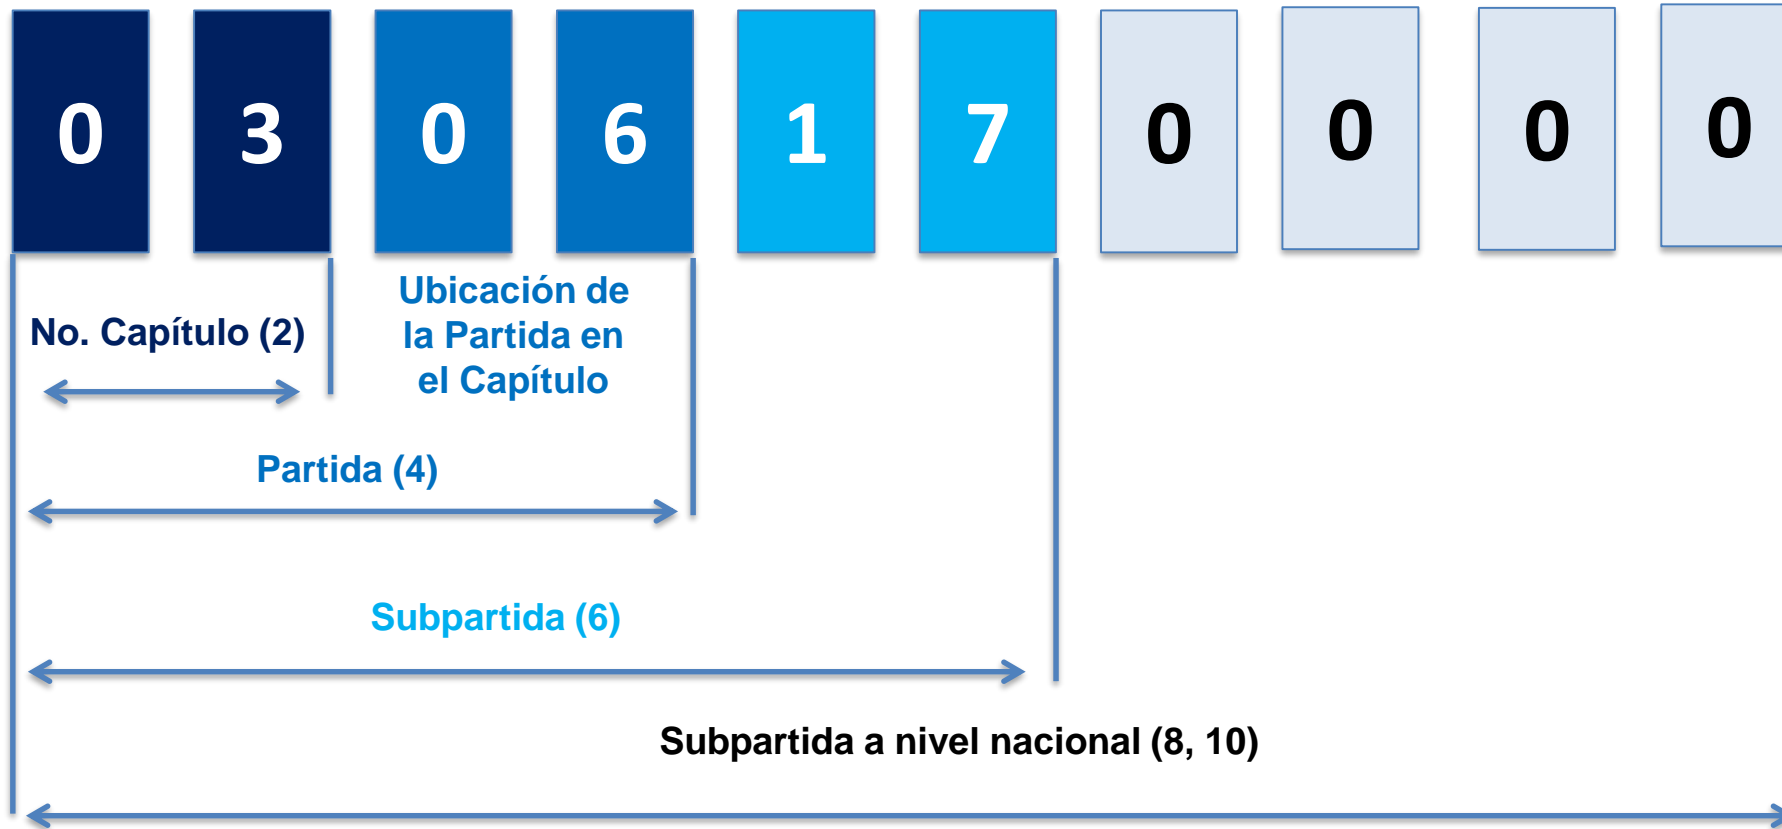 0 3 0 6 1 7 0 0 0 0
No. Capítulo (2)
Ubicación de
la Partida en
el Capítulo
Partida (4)
Subpartida (6)
Subpartida a nivel nacional (8, 10)